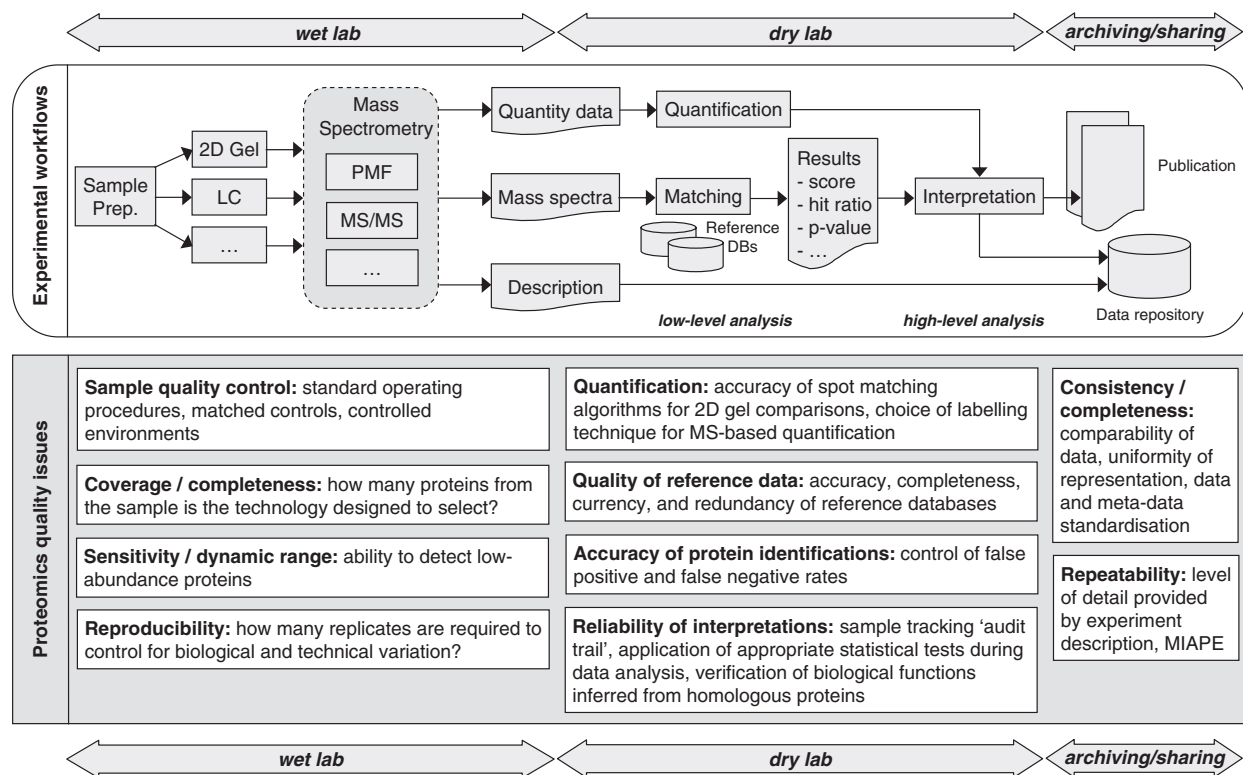 wet lab
dry lab
archiving/sharing
Experimental workflows
Sample
Prep.
2D Gel
LC
...
Mass
Spectrometry
PMF
MS/MS
...
Quantity data
Quantification
Mass spectra
Matching
Reference
DBs
Results
- score
- hit ratio
- p-value
- ...
Interpretation
Publication
Description
low-level analysis
high-level analysis
Data repository
Proteomics quality issues
Sample quality control: standard operating
procedures, matched controls, controlled
environments
Coverage / completeness: how many proteins from
the sample is the technology designed to select?
Sensitivity / dynamic range: ability to detect low-
abundance proteins
Reproducibility: how many replicates are required to
control for biological and technical variation?
Quantification: accuracy of spot matching
algorithms for 2D gel comparisons, choice of labelling
technique for MS-based quantification
Quality of reference data: accuracy, completeness,
currency, and redundancy of reference databases
Accuracy of protein identifications: control of false
positive and false negative rates
Reliability of interpretations: sample tracking ‘audit
trail’, application of appropriate statistical tests during
data analysis, verification of biological functions
inferred from homologous proteins
Consistency /
completeness:
comparability of
data, uniformity of
representation, data
and meta-data
standardisation
Repeatability: level
of detail provided
by experiment
description, MIAPE
wet lab
dry lab
archiving/sharing